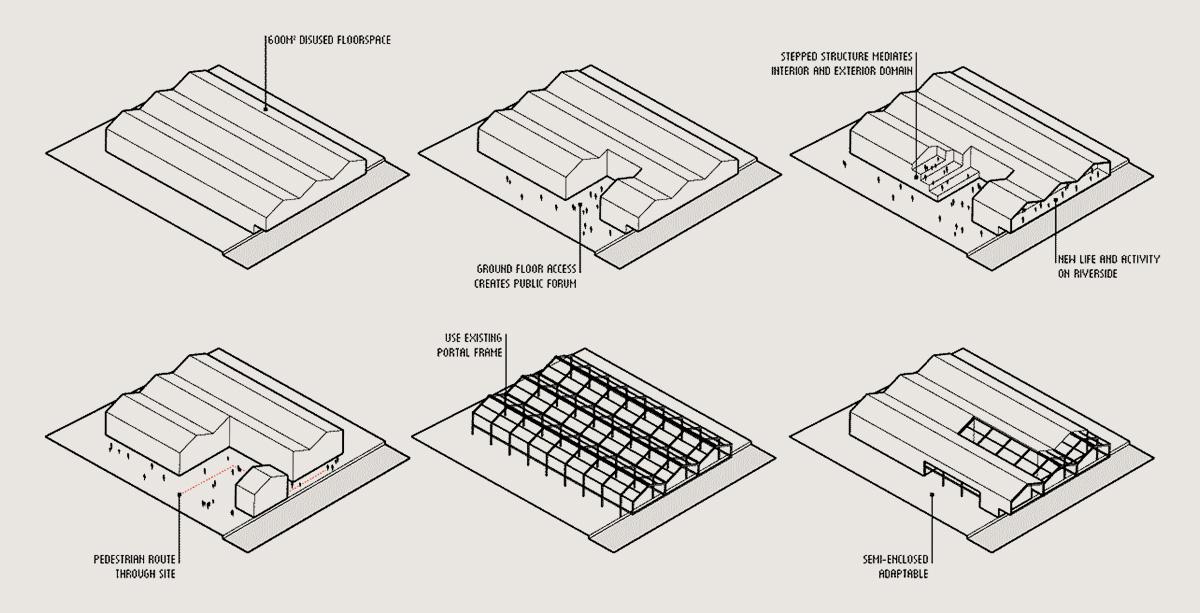 600M² DISUSED FLOORSPACE
GROUND FLOOR ACCESS
CREATES PUBLIC FORUM
STEPPED STRUCTURE MEDIATES
INTERIOR AND EXTERIOR DOMAIN
NEW LIFE AND ACTIVITY
ON RIVERSIDE
PEDESTRIAN ROUTE
THROUGH SITE
USE EXISTING
PORTAL FRAME
SEMI-ENCLOSED
ADAPTABLE